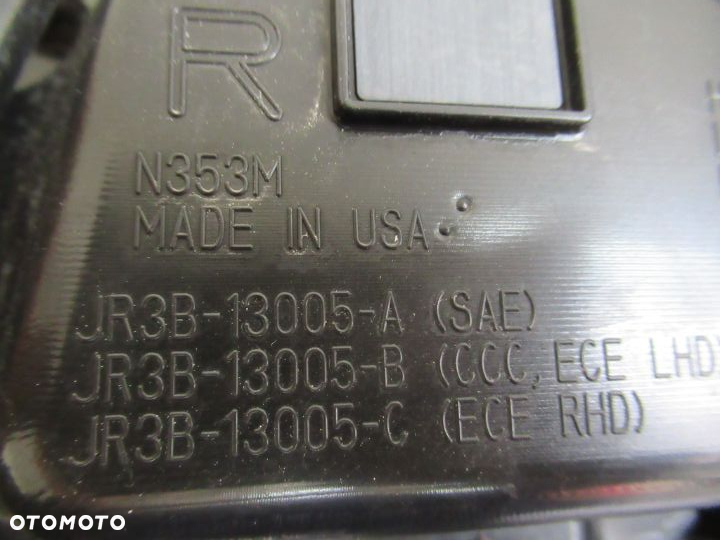 R
N353M
MADE IN USA
JR3B-13005-A (SAE)
JR3B-13005-B (CCC, ECE LHD)
JR3B-13005-C (ECE RHD)
OTOMOTO